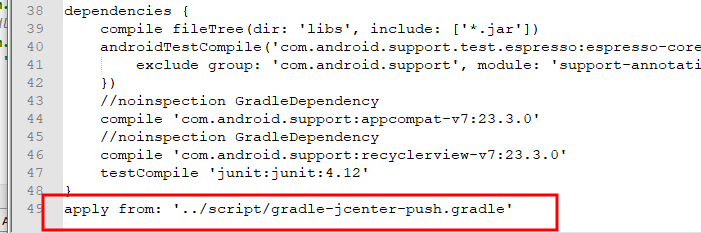 38 dependencies {
39 compile fileTree(dir: 'libs', include: ['*.jar'])
40 androidTestCompile('com.android.support.test.espresso:espresso-core
41 exclude group: 'com.android.support', module: 'support-annotati
42 })
43 //noinspection GradleDependency
44 compile 'com.android.support:appcompat-v7:23.3.0'
45 //noinspection GradleDependency
46 compile 'com.android.support:recyclerview-v7:23.3.0'
47 testCompile 'junit:junit:4.12'
48 }
49 apply from: '../script/gradle-jcenter-push.gradle'